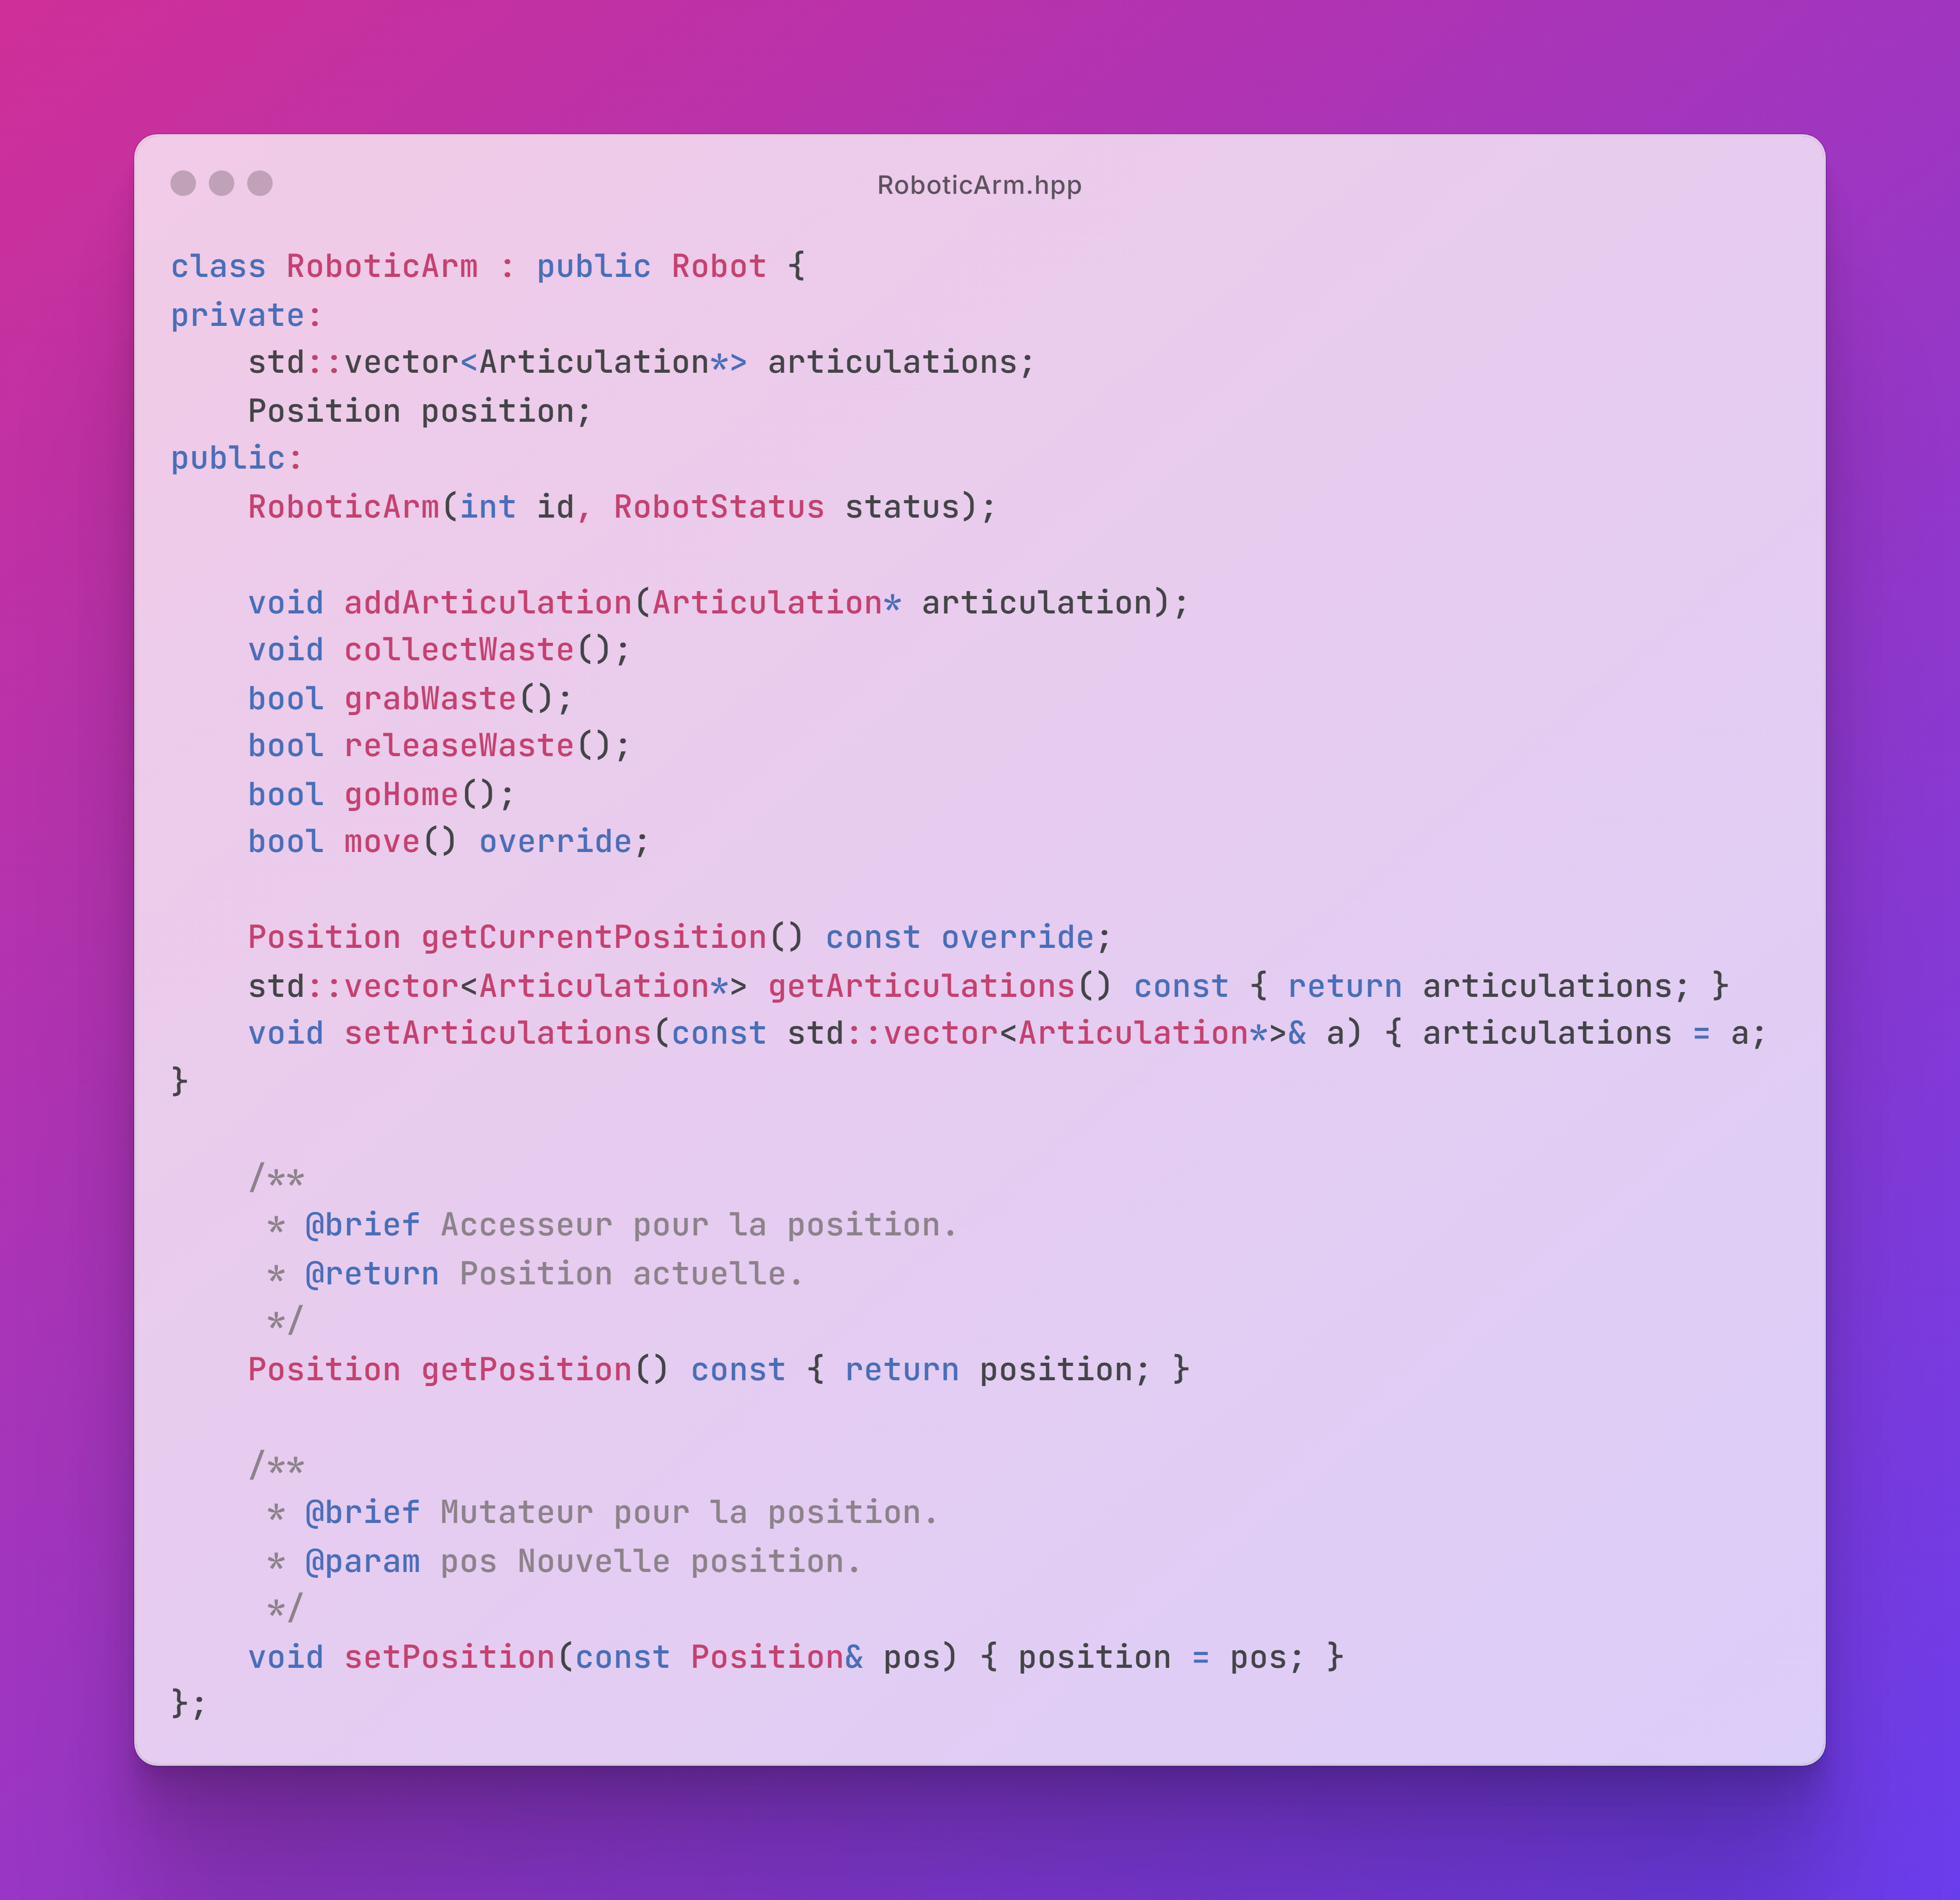 RoboticArm.hpp
class RoboticArm : public Robot {
private:
    std::vector<Articulation*> articulations;
    Position position;
public:
    RoboticArm(int id, RobotStatus status);

    void addArticulation(Articulation* articulation);
    void collectWaste();
    bool grabWaste();
    bool releaseWaste();
    bool goHome();
    bool move() override;

    Position getCurrentPosition() const override;
    std::vector<Articulation*> getArticulations() const { return articulations; }
    void setArticulations(const std::vector<Articulation*>& a) { articulations = a;
}

    /**
     * @brief Accesseur pour la position.
     * @return Position actuelle.
     */
    Position getPosition() const { return position; }

    /**
     * @brief Mutateur pour la position.
     * @param pos Nouvelle position.
     */
    void setPosition(const Position& pos) { position = pos; }
};